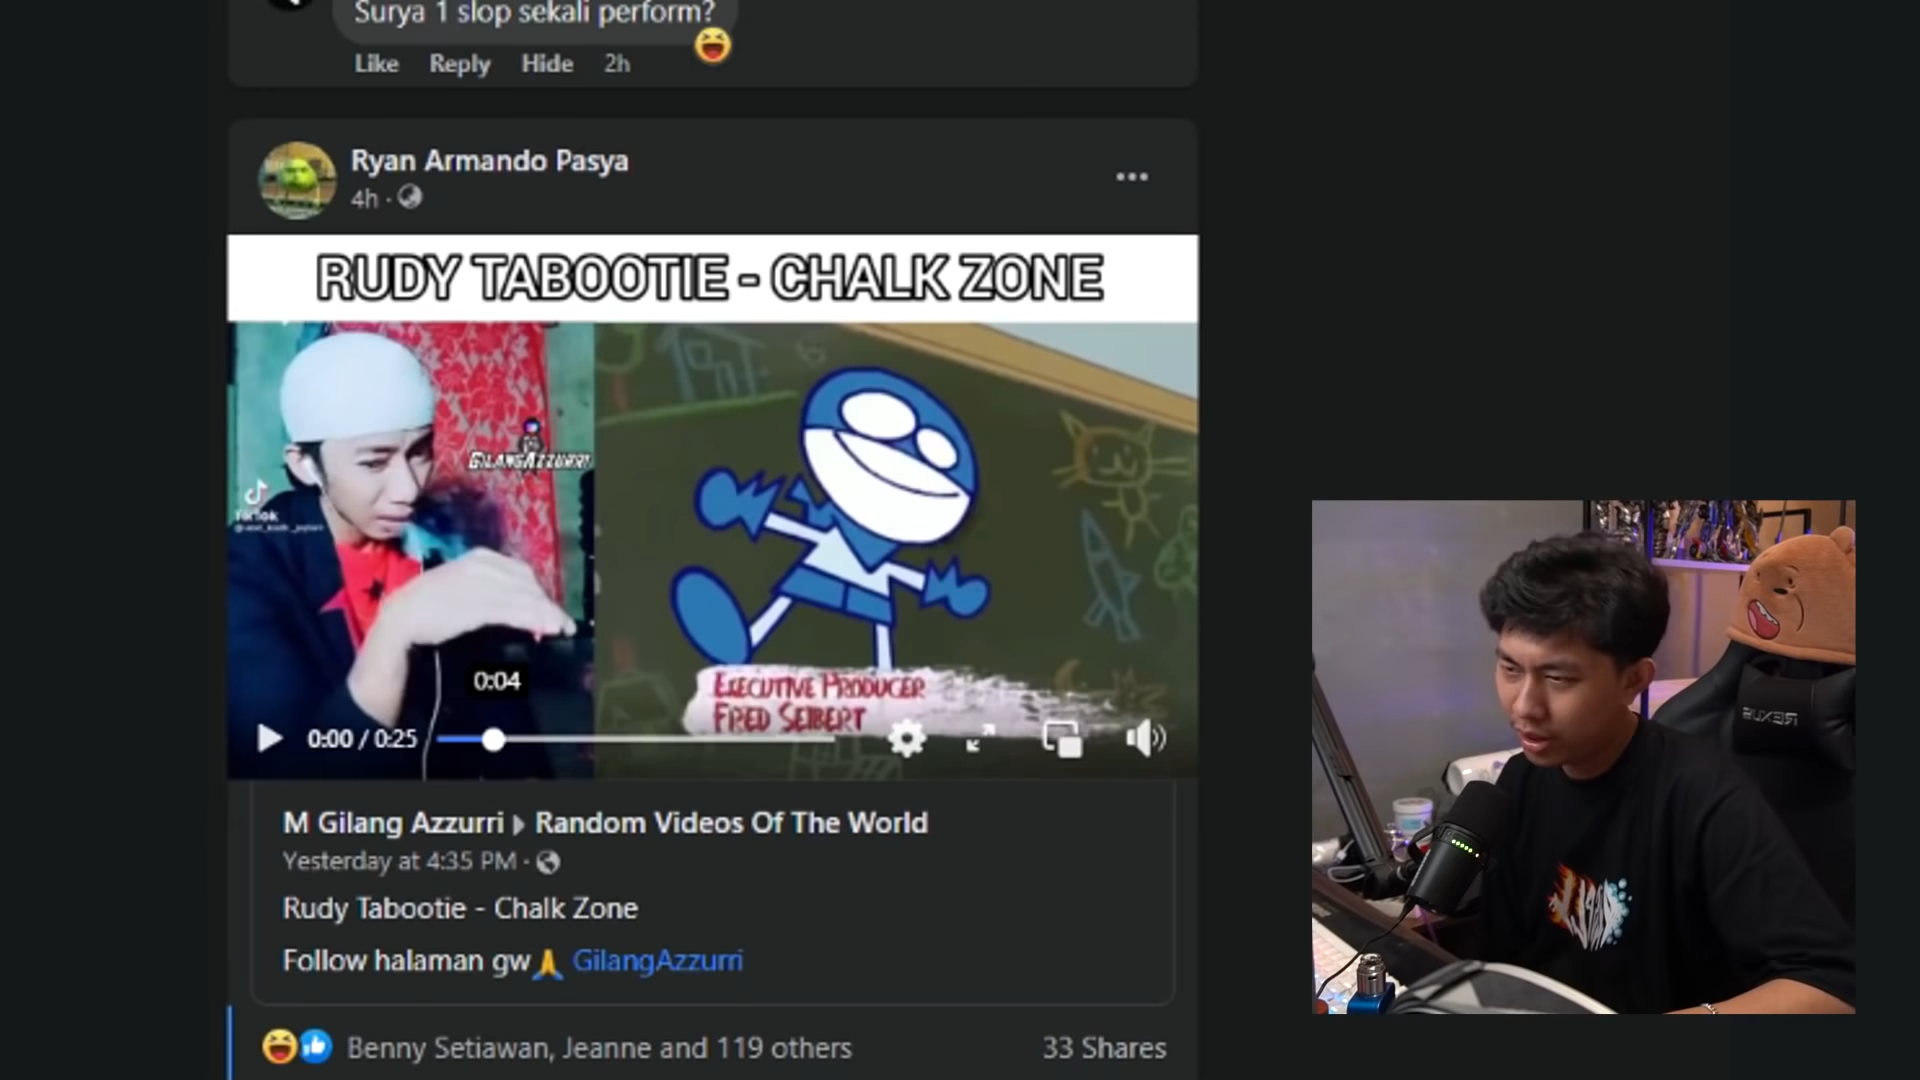 Surya 1 slop sekali perform?
Like Reply Hide 2h
Ryan Armando Pasya
4h
RUDY TABOOTIE - CHALK ZONE
GILANGAZZURRI
TikTok
0:04
EXECUTIVE PRODUCER
FRED SEIBERT
0:00 / 0:25
M Gilang Azzurri Random Videos Of The World
Yesterday at 4:35 PM
Rudy Tabootie - Chalk Zone
Follow halaman gw🙏 GilangAzzurri
Benny Setiawan, Jeanne and 119 others
33 Shares
REXUS